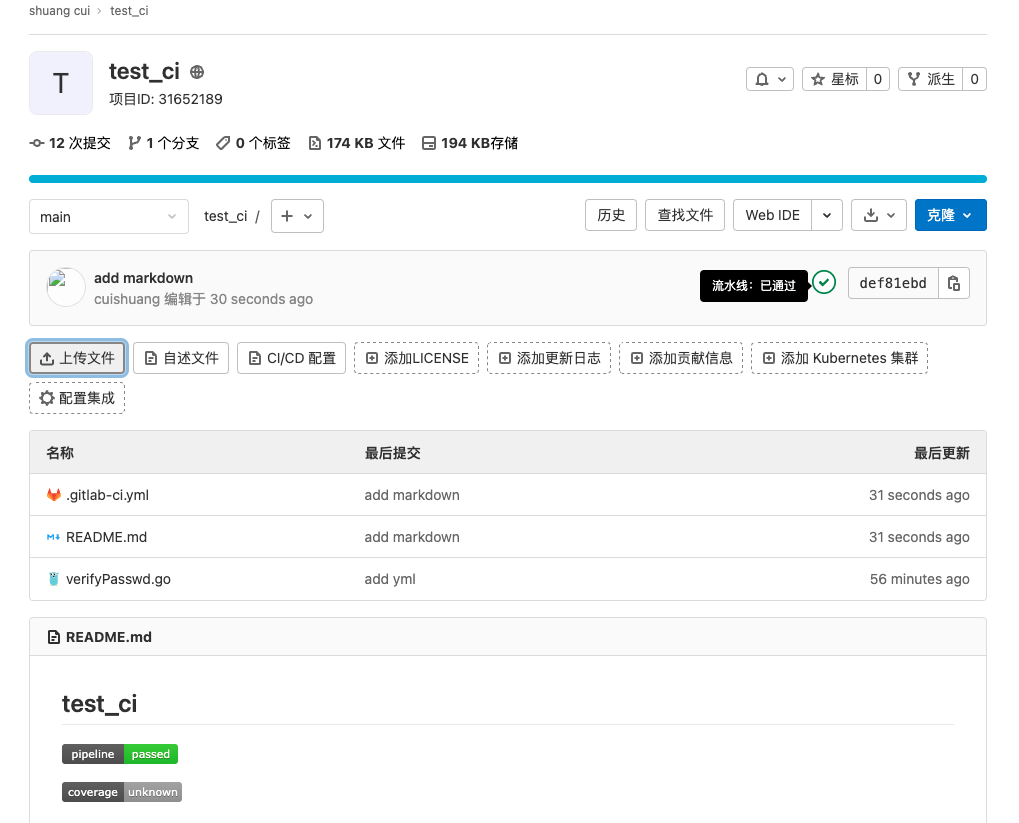 shuang cui › test_ci
T
test_ci
项目ID: 31652189
星标 0 派生 0
12 次提交 1 个分支 0 个标签 174 KB 文件 194 KB存储
main test_ci / 历史 查找文件 Web IDE 克隆
add markdown
cuishuang 编辑于 30 seconds ago
流水线：已通过
def81ebd
上传文件 自述文件 CI/CD 配置 添加LICENSE 添加更新日志 添加贡献信息 添加 Kubernetes 集群
配置集成
名称 最后提交 最后更新
.gitlab-ci.yml add markdown 31 seconds ago
README.md add markdown 31 seconds ago
verifyPasswd.go add yml 56 minutes ago
README.md
test_ci
pipeline passed
coverage unknown